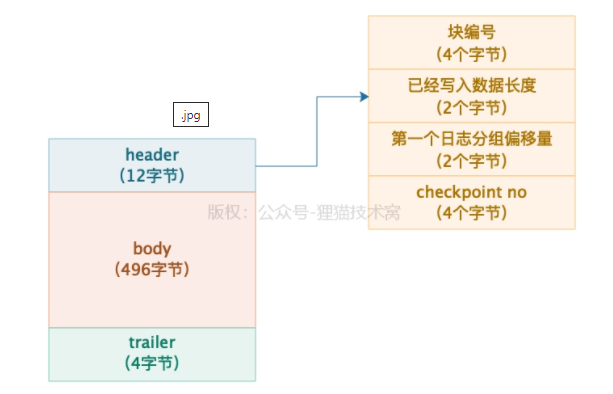 块编号
(4个字节)
已经写入数据长度
(2个字节)
.jpg
第一个日志分组偏移量
(2个字节)
header
(12字节)
checkpoint no
(4个字节)
版权：公众号-狸猫技术窝
body
(496字节)
trailer
(4字节)